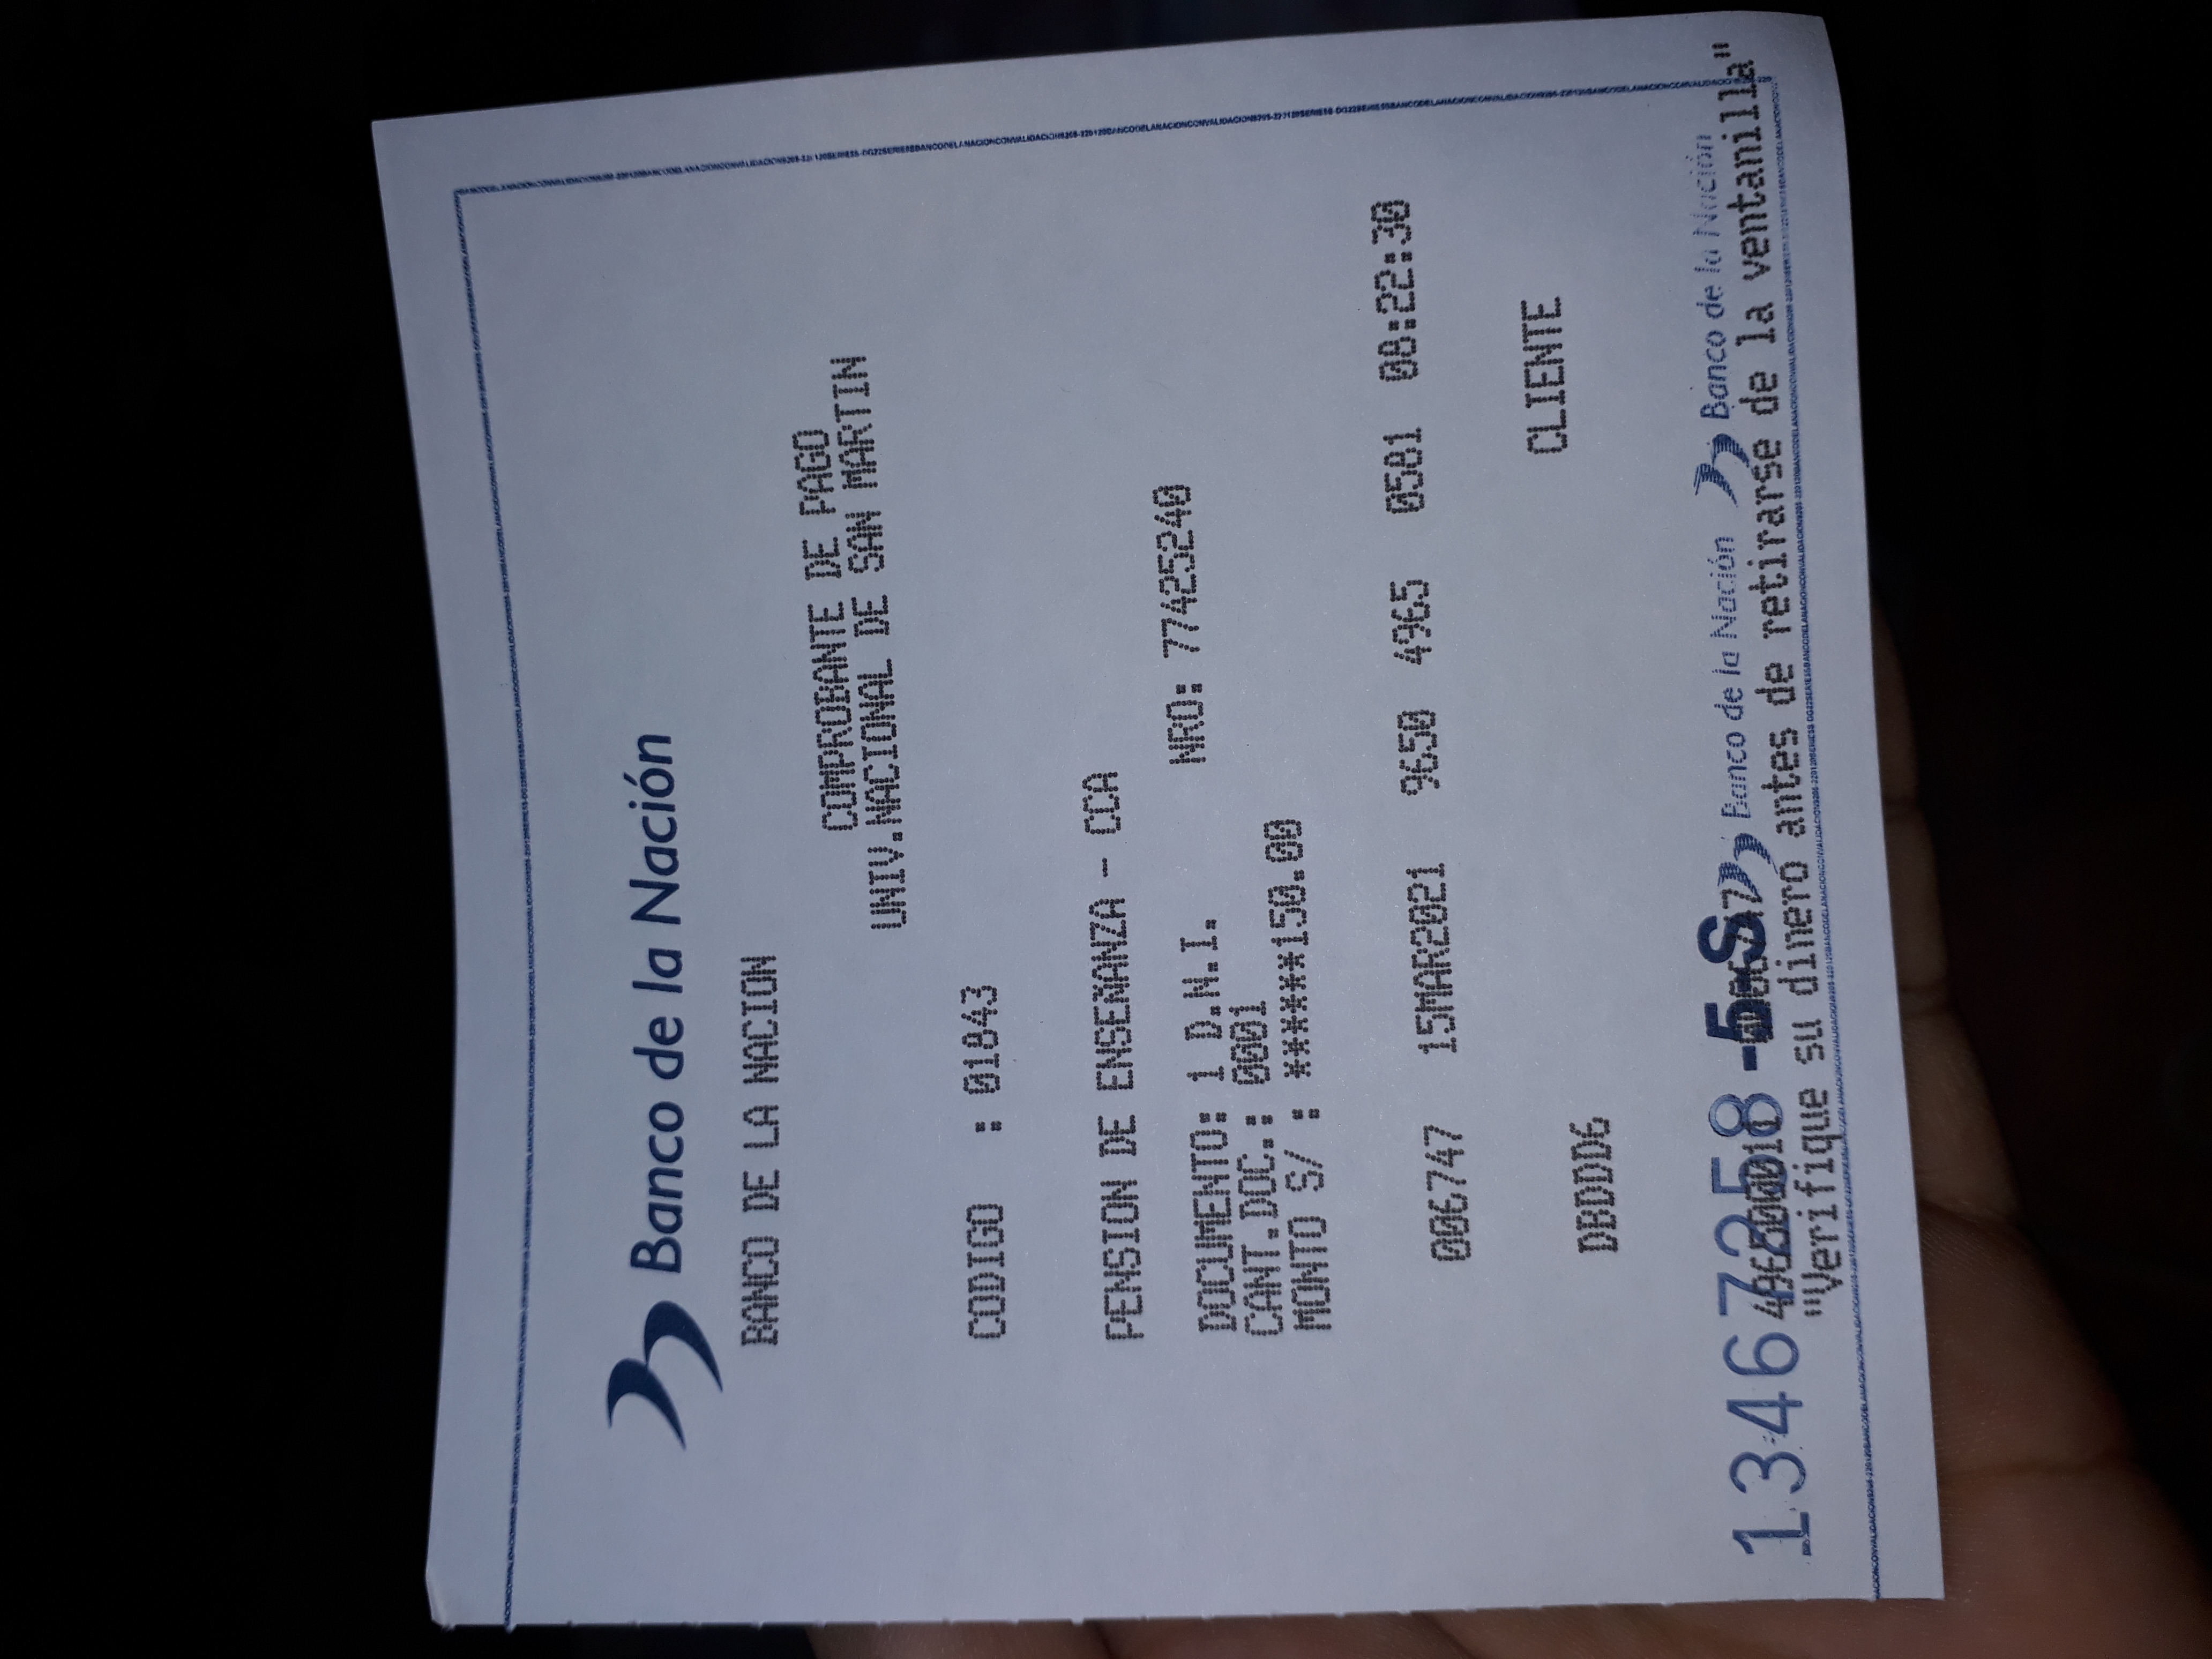 Banco de la Nación
BANCO DE LA NACION
COMPROBANTE DE PAGO
UNIV.NACIONAL DE SAN MARTIN
CODIGO : 01843
PENSION DE ENSEÑANZA - CCA
DOCUMENTO: 1 D.N.I. NRO: 77425240
CANT.DOC.: 0001
MONTO S/ : ******150.00
006747 15MAR2021 9650 4965 0581 08:22:30
CLIENTE
DBDDD6
13467258-5-S Banco de la Nación Banco de la Nación
"Verifique su dinero antes de retirarse de la ventanilla"